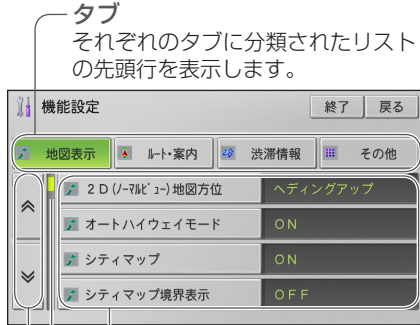 タブ
それぞれのタブに分類されたリスト
の先頭行を表示します。
機能設定 終了 戻る
地図表示 ルート・案内 渋滞情報 その他
2D(ノーマルビュー)地図方位 ヘディングアップ
オートハイウェイモード ON
シティマップ ON
シティマップ境界表示 OFF